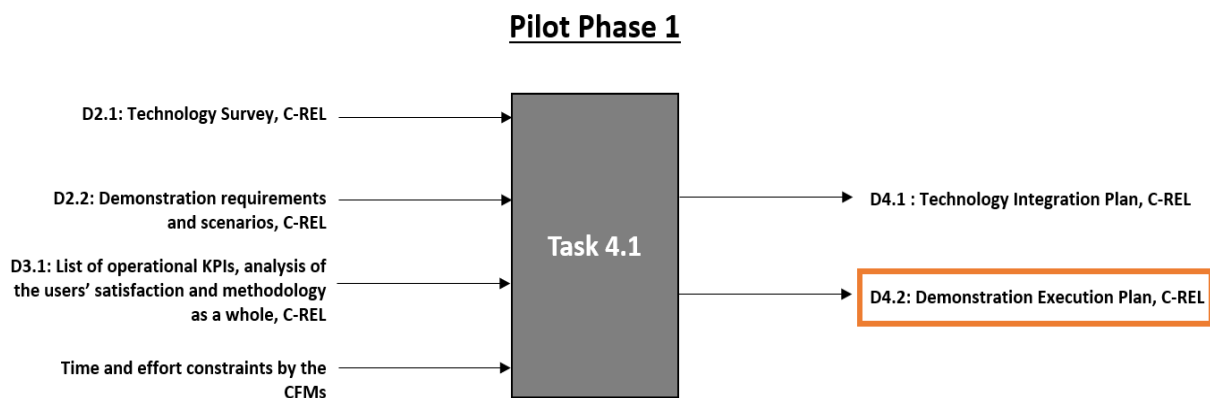 Pilot Phase 1
D2.1: Technology Survey, C-REL
D2.2: Demonstration requirements
and scenarios, C-REL
D3.1: List of operational KPIs, analysis of
the users’ satisfaction and methodology
as a whole, C-REL
Time and effort constraints by the
CFMs
Task 4.1
D4.1 : Technology Integration Plan, C-REL
D4.2: Demonstration Execution Plan, C-REL